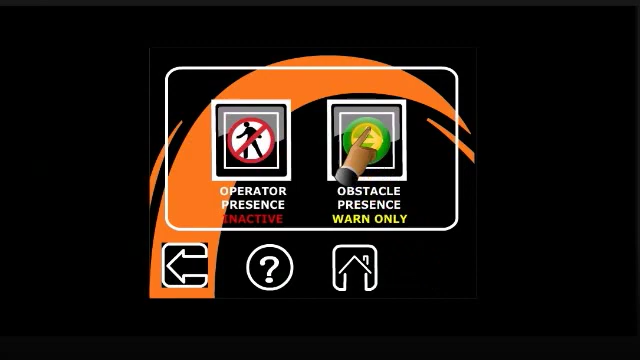 OPERATOR
PRESENCE
INACTIVE
OBSTACLE
PRESENCE
WARN ONLY
?